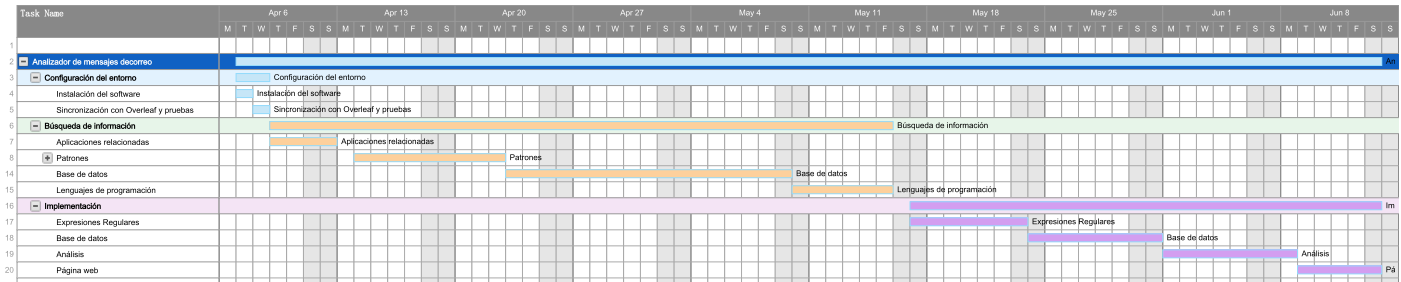 Task Name Apr 6 Apr 13 Apr 20 Apr 27 May 4 May 11 May 18 May 25 Jun 1 Jun 8
M T W T F S S M T W T F S S M T W T F S S M T W T F S S M T W T F S S M T W T F S S M T W T F S S M T W T F S S M T W T F S S M T W T F S S
1
2 Analizador de mensajes decorreo An
3 Configuración del entorno Configuración del entorno
4 Instalación del software Instalación del software
5 Sincronización con Overleaf y pruebas Sincronización con Overleaf y pruebas
6 Búsqueda de información Búsqueda de información
7 Aplicaciones relacionadas Aplicaciones relacionadas
8 Patrones Patrones
14 Base de datos Base de datos
15 Lenguajes de programación Lenguajes de programación
16 Implementación Im
17 Expresiones Regulares Expresiones Regulares
18 Base de datos Base de datos
19 Análisis Análisis
20 Página web Pá